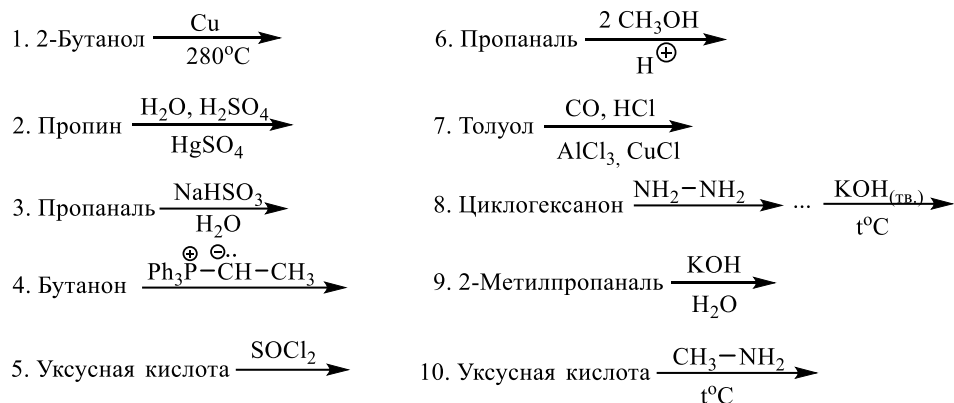 1. 2-Бутанол Cu 280°C
2. Пропин H₂O, H₂SO₄ HgSO₄
3. Пропаналь NaHSO₃ H₂O
4. Бутанон Ph₃P⊕–CH⊖··–CH₃
5. Уксусная кислота SOCl₂
6. Пропаналь 2 CH₃OH H⊕
7. Толуол CO, HCl AlCl₃, CuCl
8. Циклогексанон NH₂–NH₂ ... KOH(тв.) t°C
9. 2-Метилпропаналь KOH H₂O
10. Уксусная кислота CH₃–NH₂ t°C